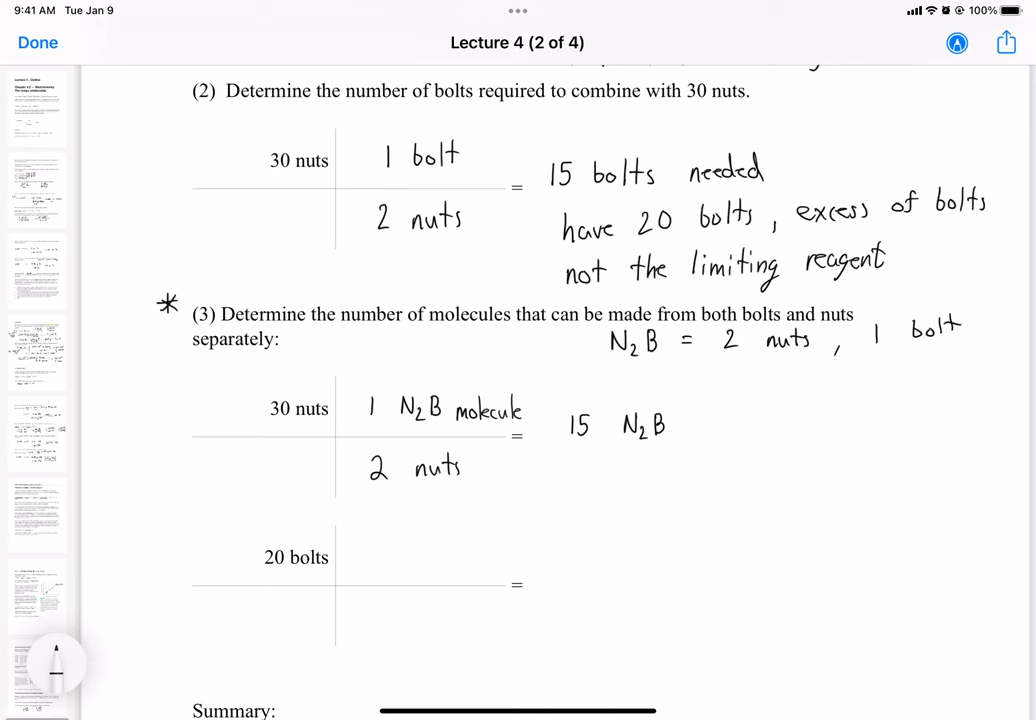 9:41 AM Tue Jan 9
100%
Done
Lecture 4 (2 of 4)
(2) Determine the number of bolts required to combine with 30 nuts.
30 nuts
1 bolt
2 nuts
=
15 bolts needed
have 20 bolts, excess of bolts
not the limiting reagent
*
(3) Determine the number of molecules that can be made from both bolts and nuts
separately:
N₂B = 2 nuts, 1 bolt
30 nuts
1 N₂B molecule
2 nuts
=
15 N₂B
20 bolts
=
Summary: